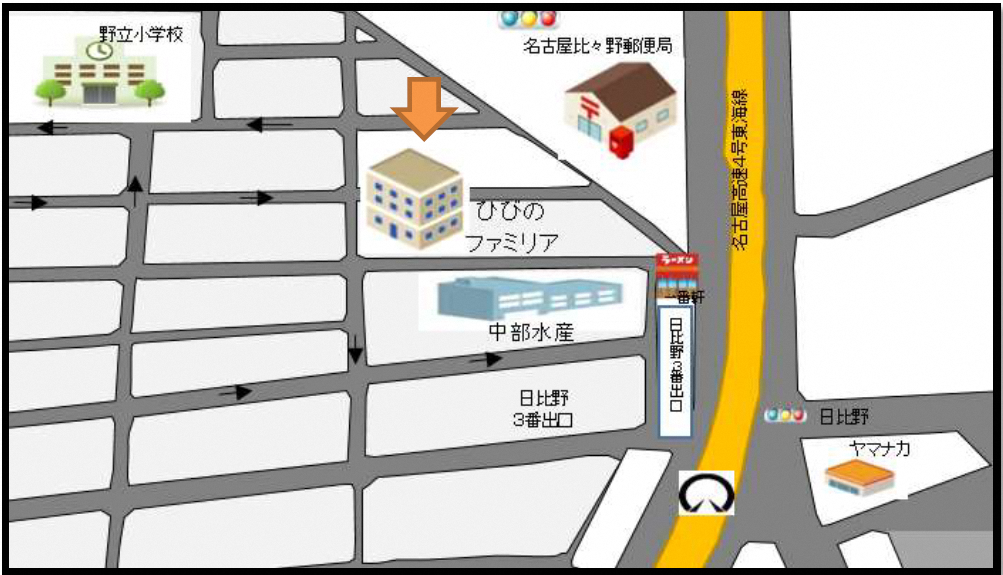 野立小学校
名古屋比々野郵便局
〒
名古屋高速4号東海線
ひびの
ファミリア
ラーメン
一番軒
中部水産
日比野3番出口
日比野
3番出口
日比野
ヤマナカ